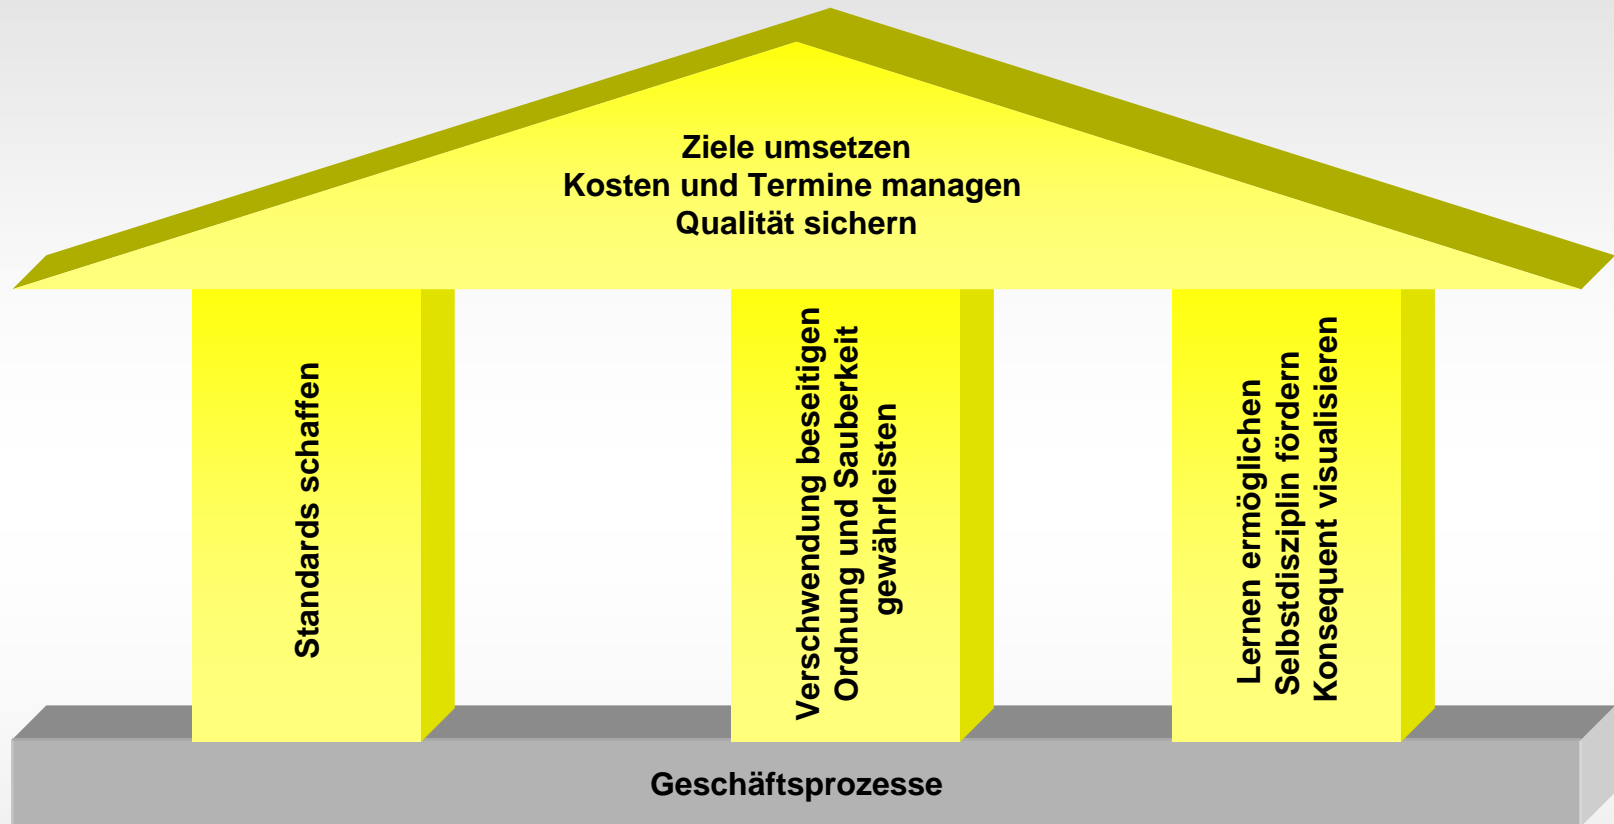 Ziele umsetzen
Kosten und Termine managen
Qualität sichern
Standards schaffen
Verschwendung beseitigen
Ordnung und Sauberkeit
gewährleisten
Lernen ermöglichen
Selbstdisziplin fördern
Konsequent visualisieren
Geschäftsprozesse